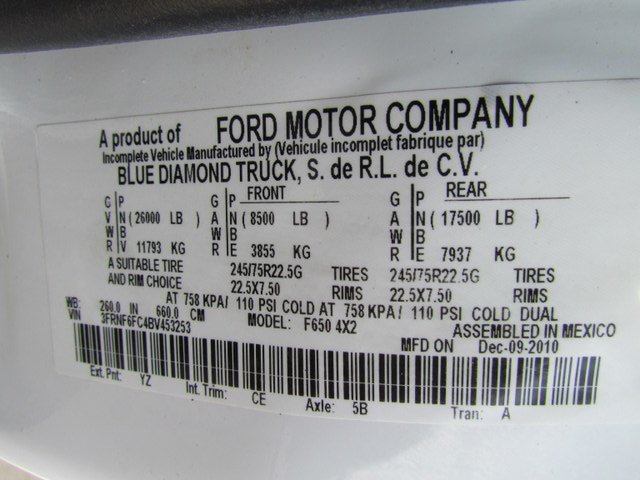 A product of FORD MOTOR COMPANY
Incomplete Vehicle Manufactured by (Vehicule incomplet fabrique par)
BLUE DIAMOND TRUCK, S. de R.L. de C.V.
G P G P FRONT G P REAR
V N ( 26000 LB ) A N ( 8500 LB ) A N ( 17500 LB )
W B W B W B
R V 11793 KG R E 3855 KG R E 7937 KG
A SUITABLE TIRE 245/75R22.5G TIRES 245/75R22.5G TIRES
AND RIM CHOICE 22.5X7.50 RIMS 22.5X7.50 RIMS
AT 758 KPA/ 110 PSI COLD AT 758 KPA/ 110 PSI COLD DUAL
WB: 260.0 IN 660.0 CM ASSEMBLED IN MEXICO
VIN 3FRNF6FC4BV453253 MODEL: F650 4X2 MFD ON Dec-09-2010
Ext. Pnt: YZ Int. Trim: CE Axle: 5B Tran: A